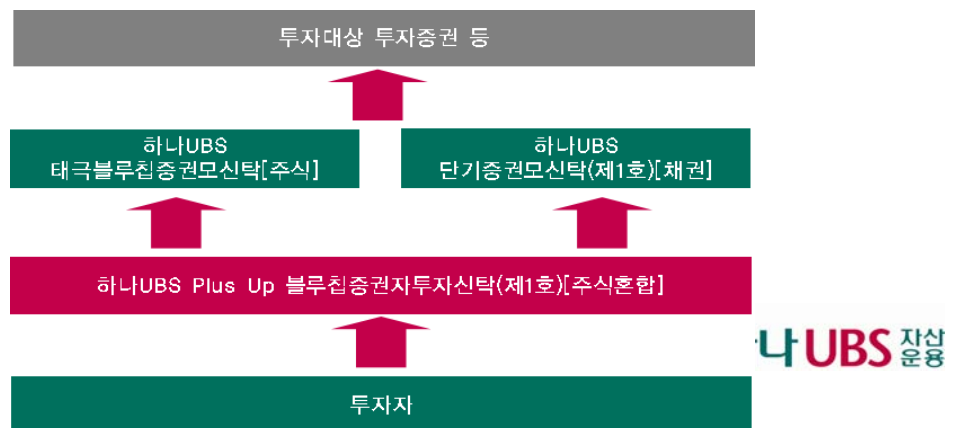 투자대상 투자증권 등
하나UBS
태극블루칩증권모신탁[주식]
하나UBS
단기증권모신탁(제1호)[채권]
하나UBS Plus Up 블루칩증권자투자신탁(제1호)[주식혼합]
나UBS 자산
운용
투자자